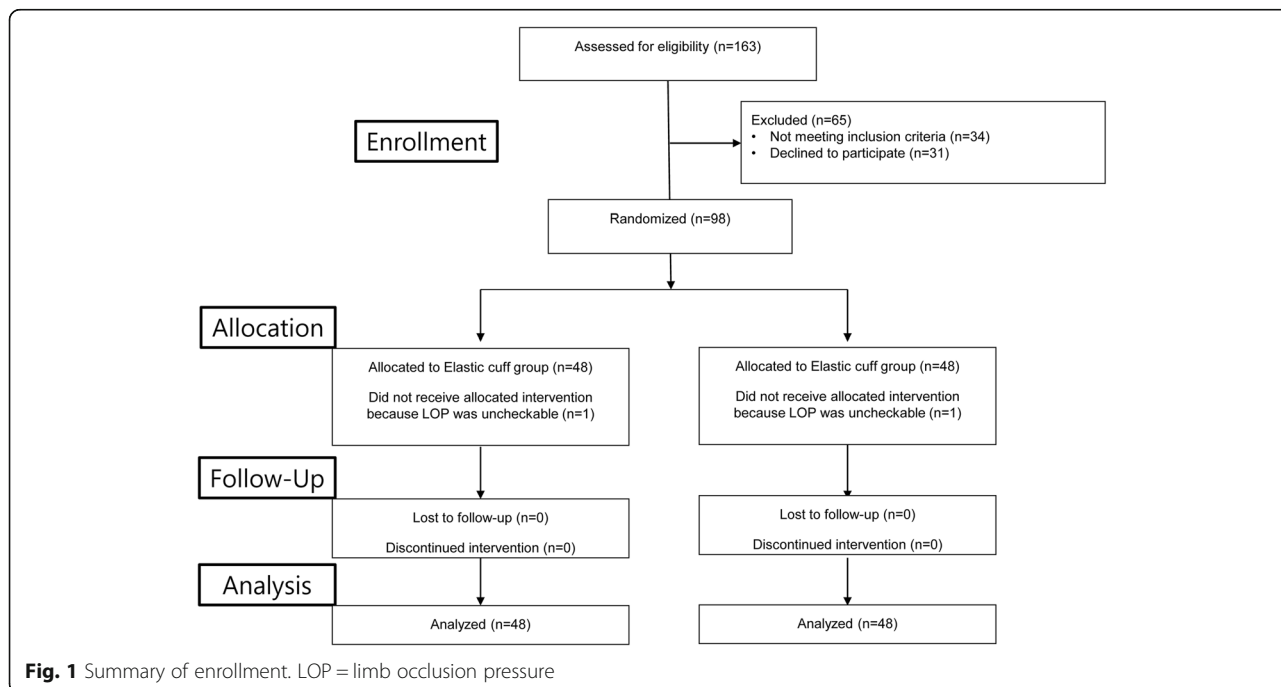 Assessed for eligibility (n=163)
Enrollment
Excluded (n=65)
• Not meeting inclusion criteria (n=34)
• Declined to participate (n=31)
Randomized (n=98)
Allocation
Allocated to Elastic cuff group (n=48)
Did not receive allocated intervention
because LOP was uncheckable (n=1)
Allocated to Elastic cuff group (n=48)
Did not receive allocated intervention
because LOP was uncheckable (n=1)
Follow-Up
Lost to follow-up (n=0)
Discontinued intervention (n=0)
Lost to follow-up (n=0)
Discontinued intervention (n=0)
Analysis
Analyzed (n=48)
Analyzed (n=48)
Fig. 1 Summary of enrollment. LOP = limb occlusion pressure